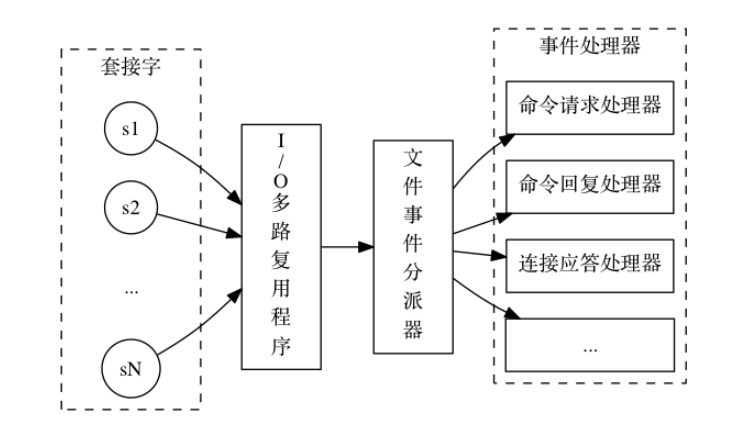 套接字
s1
s2
...
sN
I/O多路复用程序
文件事件分派器
事件处理器
命令请求处理器
命令回复处理器
连接应答处理器
...